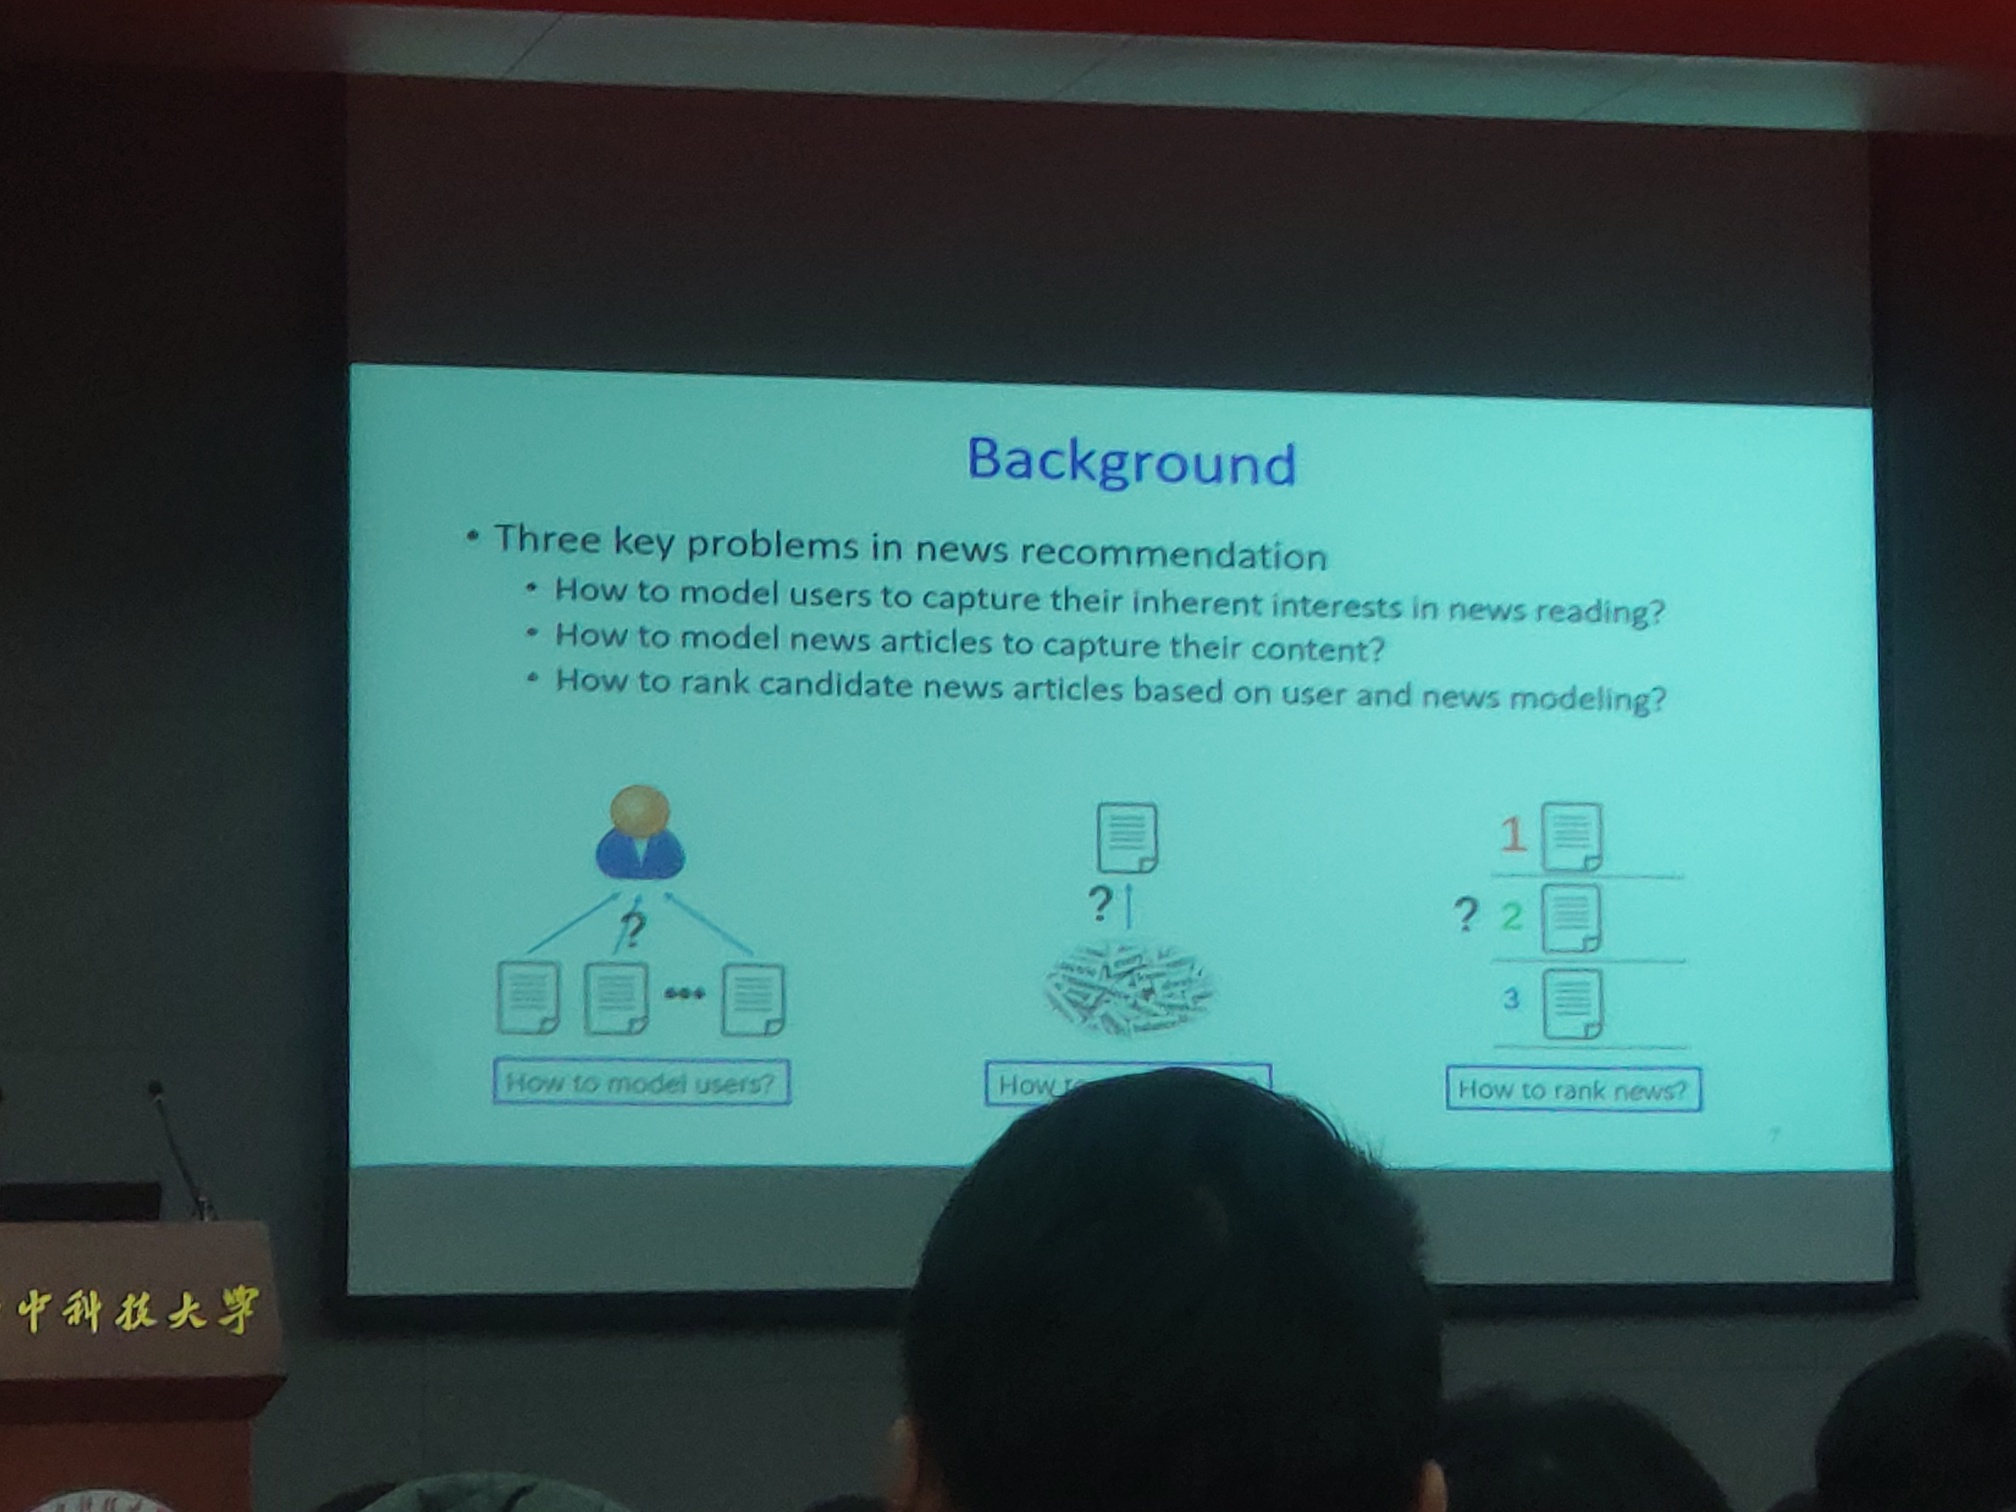 Background
• Three key problems in news recommendation
• How to model users to capture their inherent interests in news reading?
• How to model news articles to capture their content?
• How to rank candidate news articles based on user and news modeling?
?
?
1
? 2
3
How to model users?
How
How to rank news?
7
中科技大学